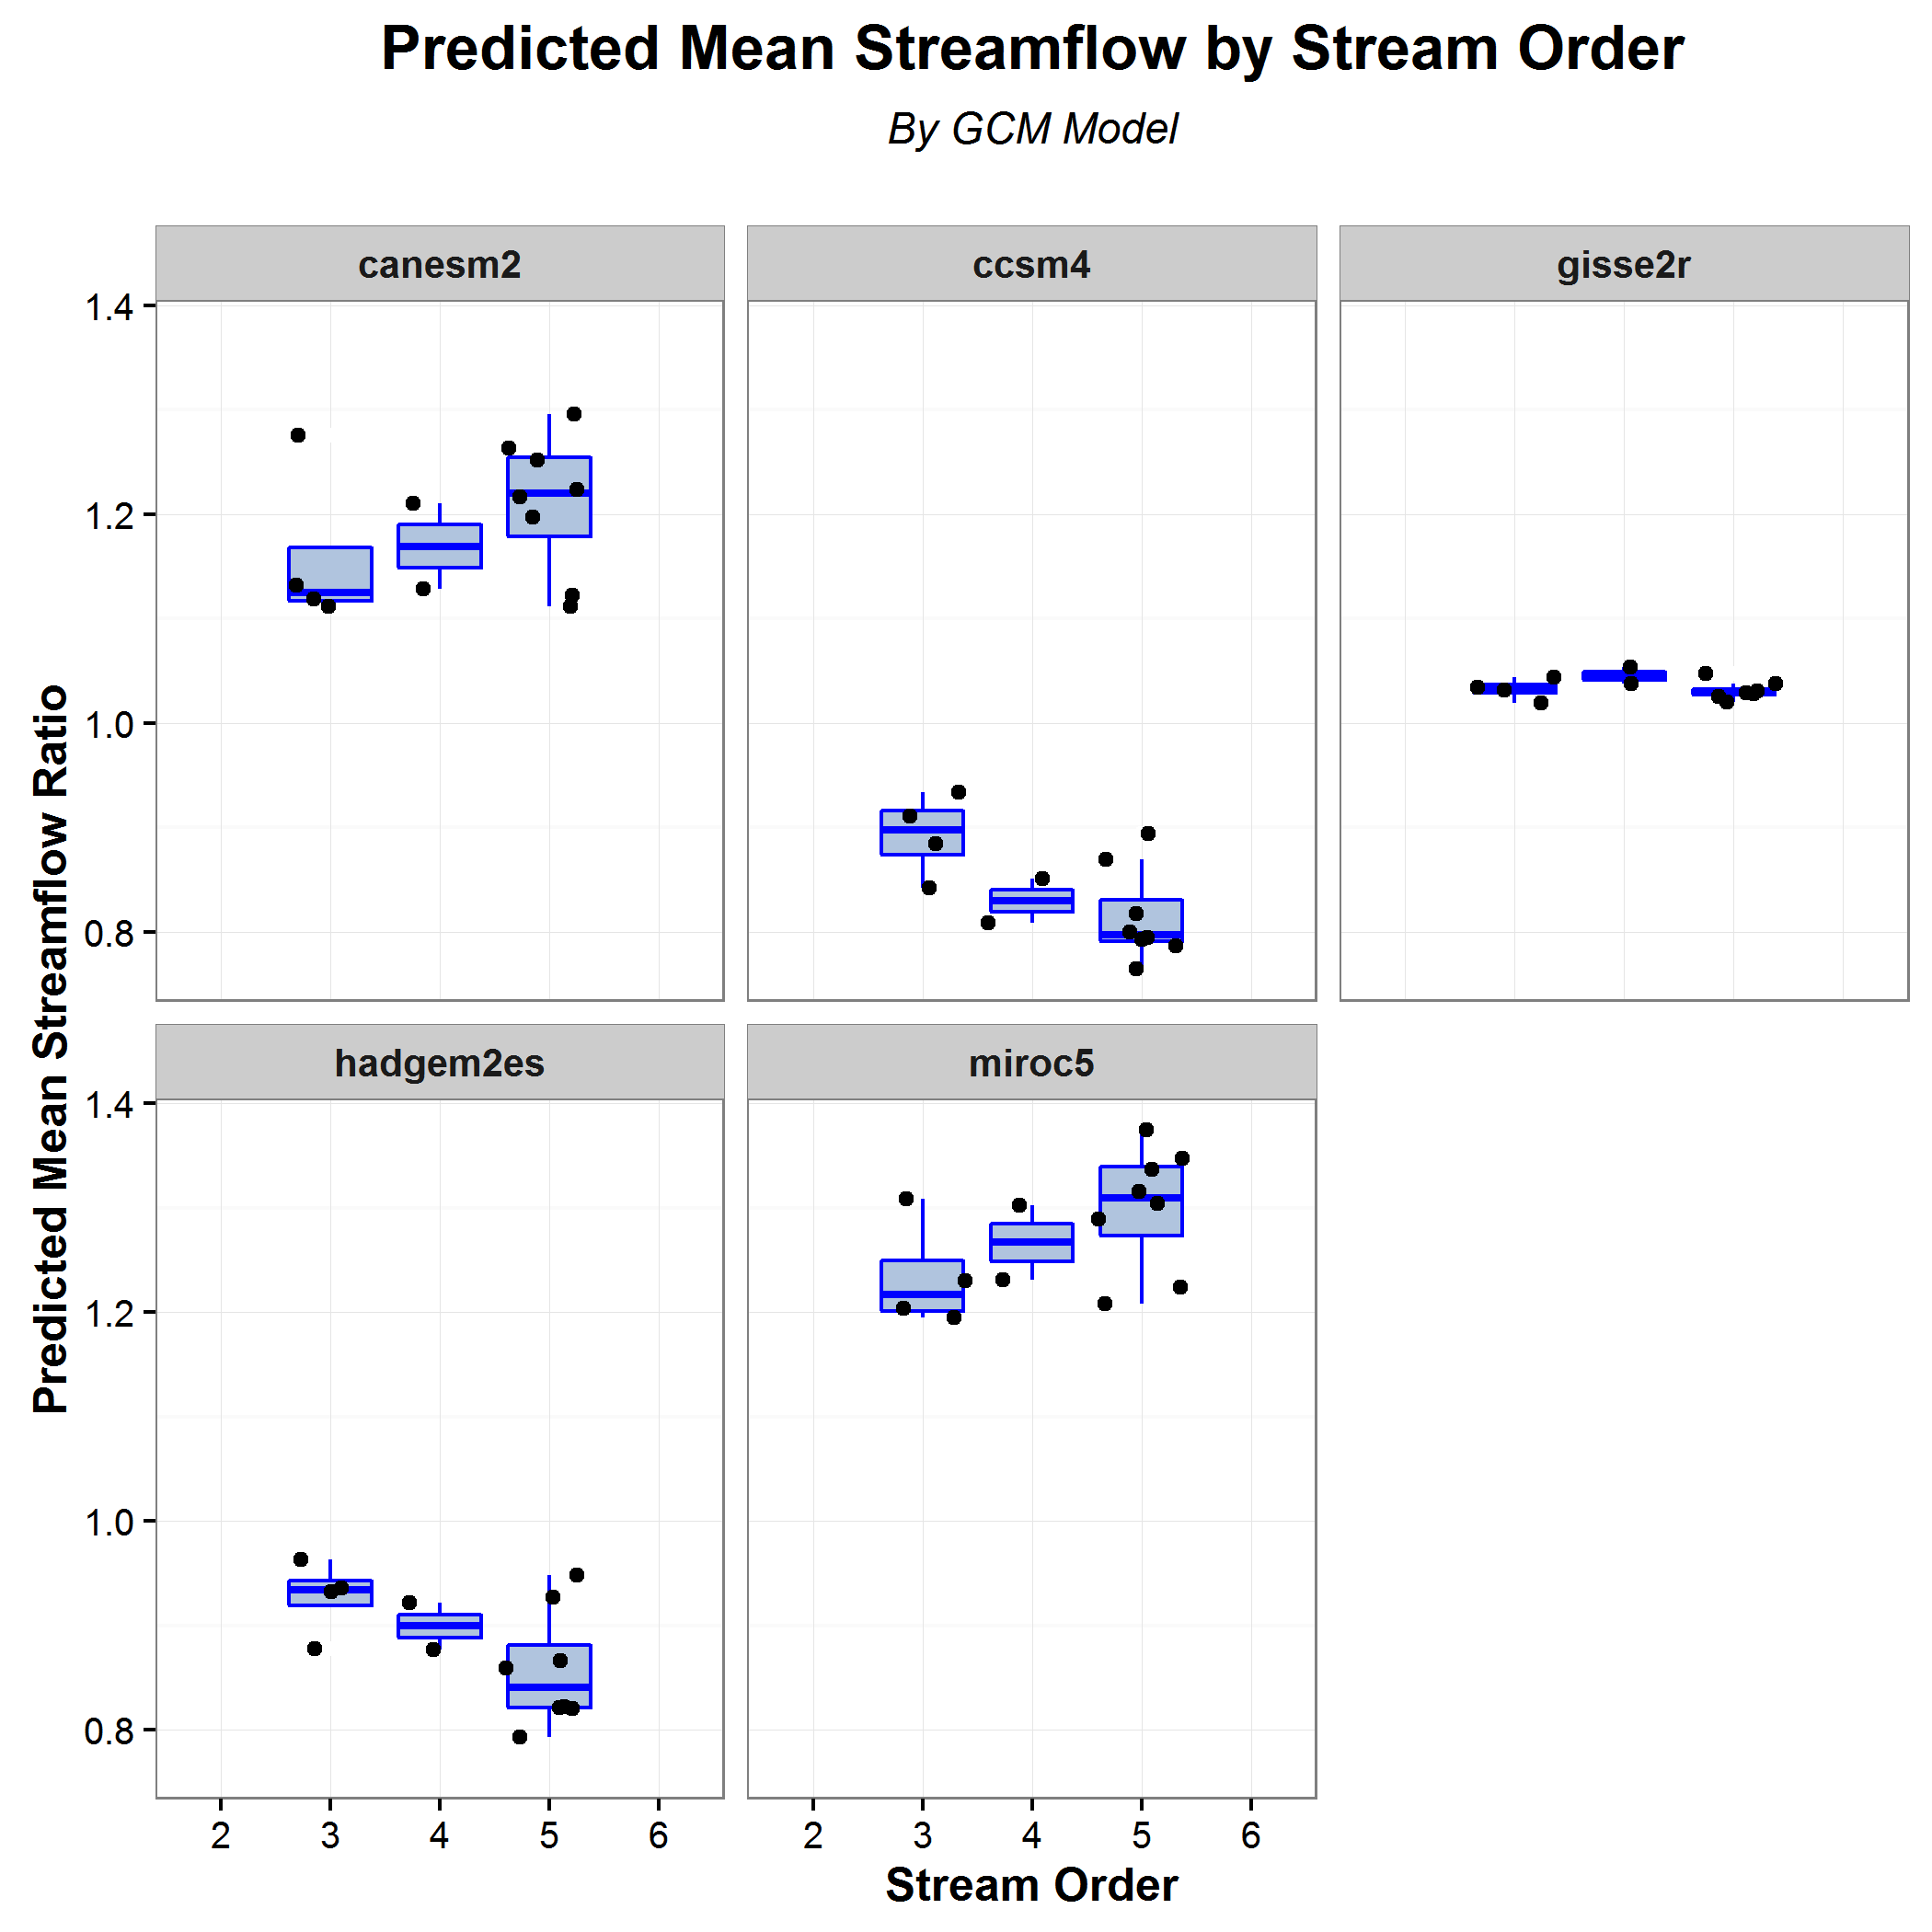 Predicted Mean Streamflow by Stream Order
By GCM Model
canesm2
ccsm4
gisse2r
1.4
1.2
1.0
0.8
Predicted Mean Streamflow Ratio
hadgem2es
miroc5
1.4
1.2
1.0
0.8
2 3 4 5 6
2 3 4 5 6
Stream Order